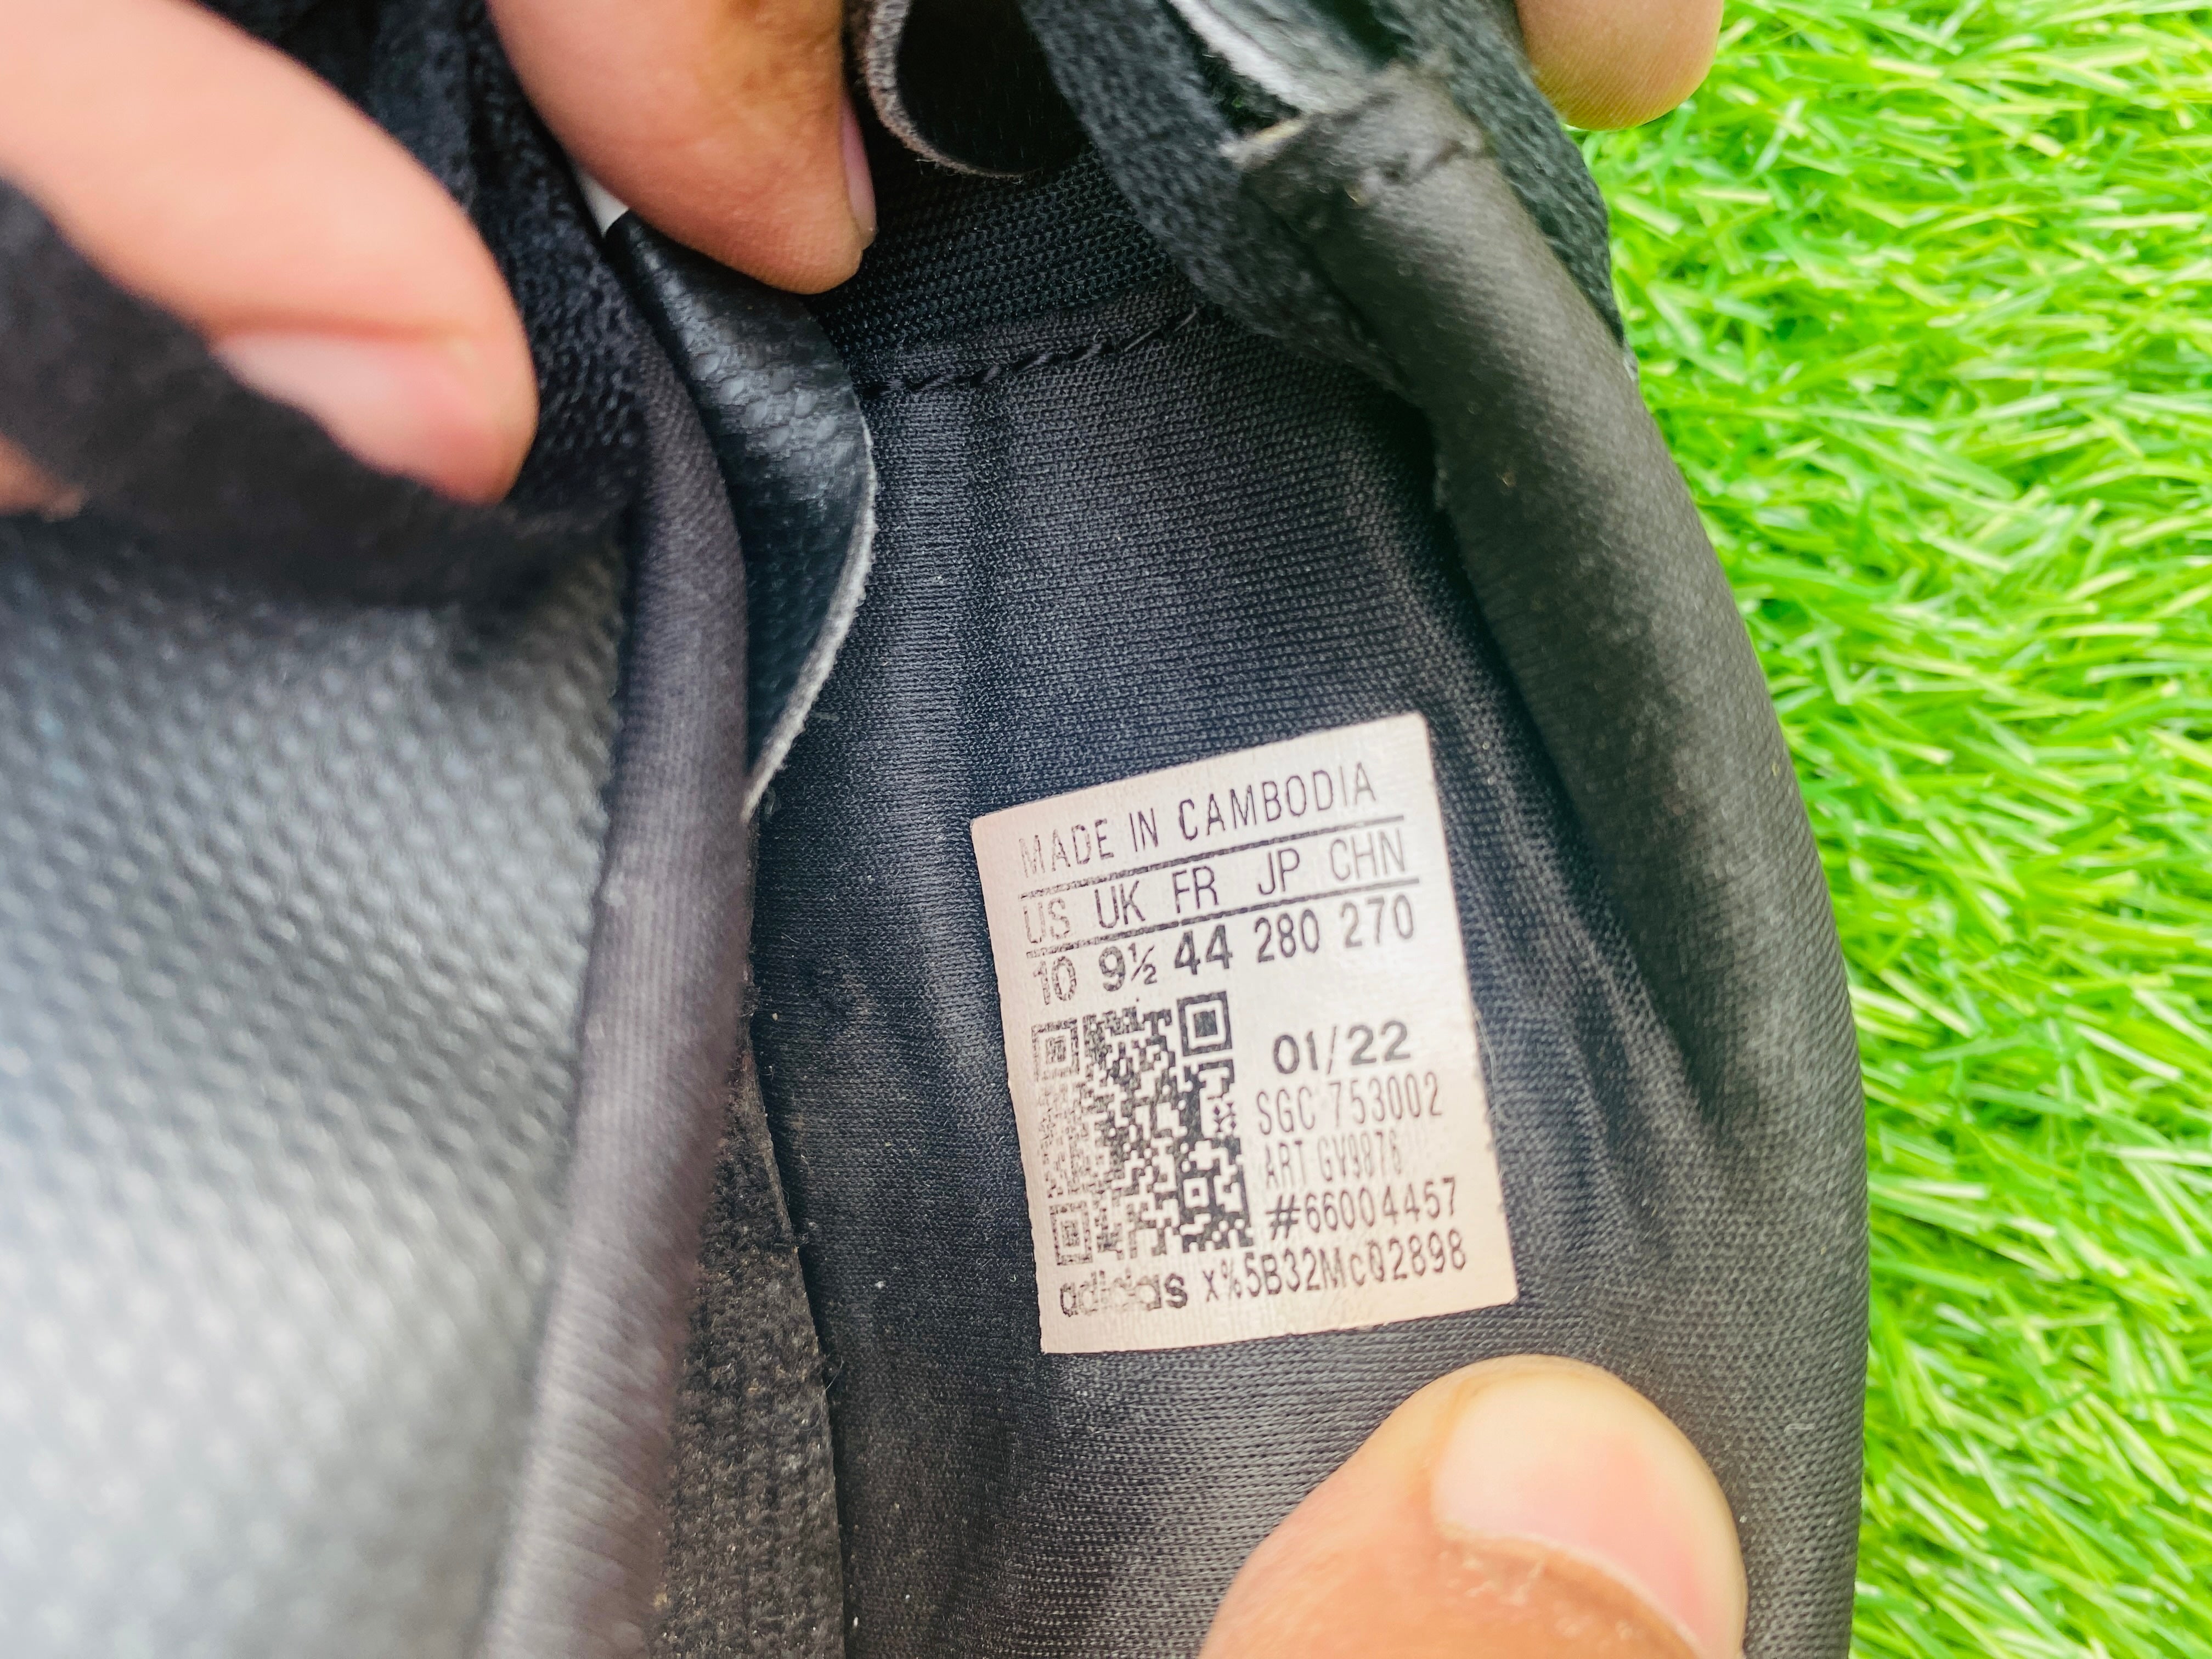 MADE IN CAMBODIA
US UK FR JP CHN
10 9½ 44 280 270
01/22
SGC 753002
ART GV9876
#66004457
adidas x%5B32McQ2898